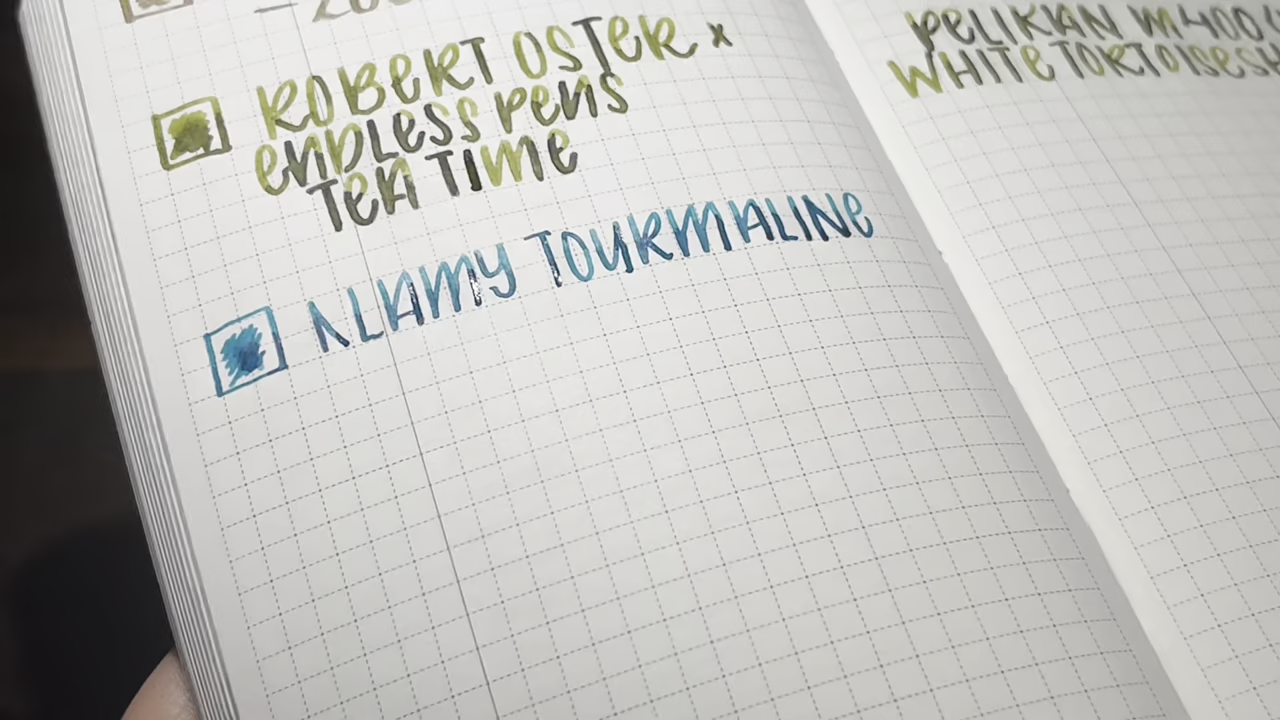 ROBERT OSTER x
ENDLESS PENS
TEA TIME
LAMY TOURMALINE
PELIKAN M400
WHITE TORTOISESH